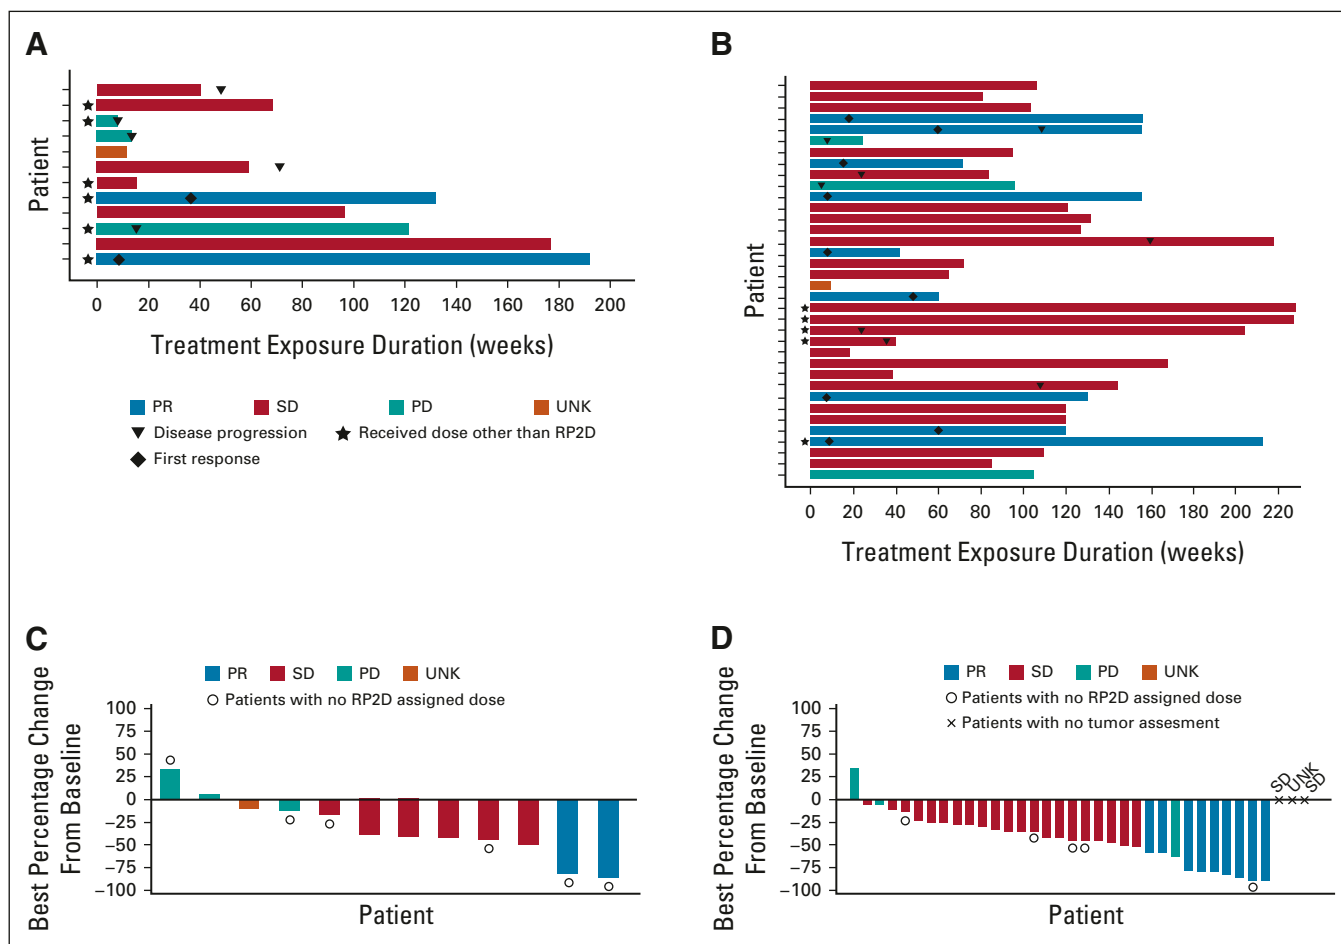 A
Patient
0 20 40 60 80 100 120 140 160 180 200
Treatment Exposure Duration (weeks)
PR SD PD UNK
Disease progression Received dose other than RP2D
First response
B
Patient
0 20 40 60 80 100 120 140 160 180 200 220
Treatment Exposure Duration (weeks)
C
PR SD PD UNK
Patients with no RP2D assigned dose
Best Percentage Change
From Baseline
100
75
50
25
0
−25
−50
−75
−100
Patient
D
PR SD PD UNK
Patients with no RP2D assigned dose
Patients with no tumor assesment
Best Percentage Change
From Baseline
100
75
50
25
0
−25
−50
−75
−100
SD
UNK
SD
Patient